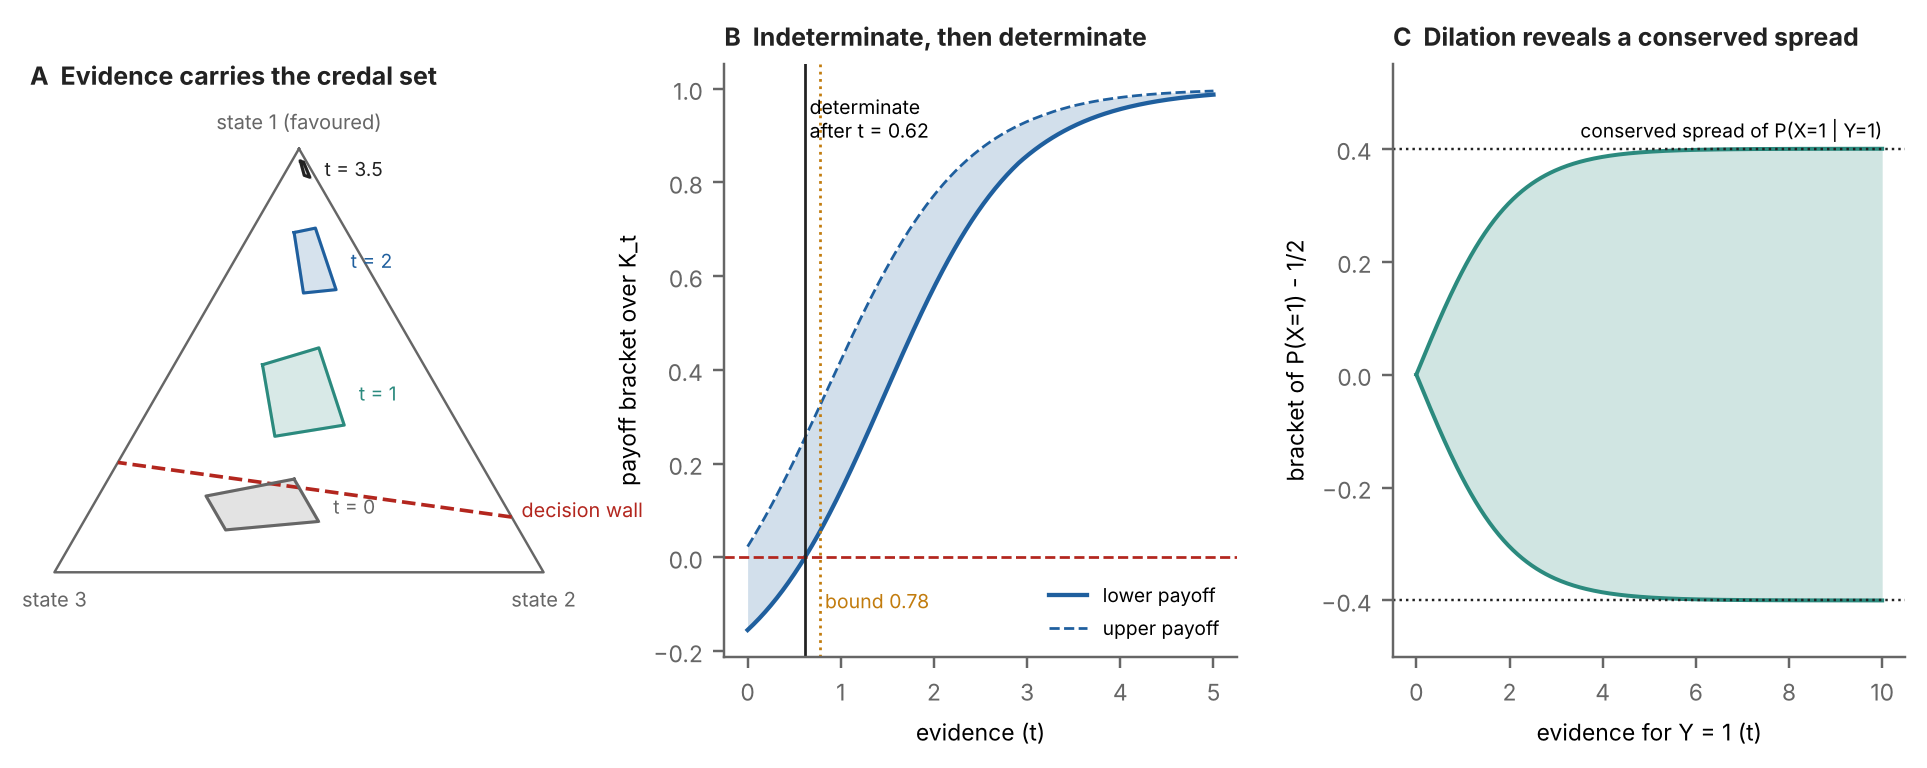 A Evidence carries the credal set
state 1 (favoured)
t = 3.5
t = 2
t = 1
t = 0
decision wall
state 3
state 2
B Indeterminate, then determinate
payoff bracket over K_t
1.0
0.8
0.6
0.4
0.2
0.0
−0.2
determinate
after t = 0.62
bound 0.78
lower payoff
upper payoff
0 1 2 3 4 5
evidence (t)
C Dilation reveals a conserved spread
bracket of P(X=1) - 1/2
conserved spread of P(X=1 | Y=1)
0.4
0.2
0.0
−0.2
−0.4
0 2 4 6 8 10
evidence for Y = 1 (t)